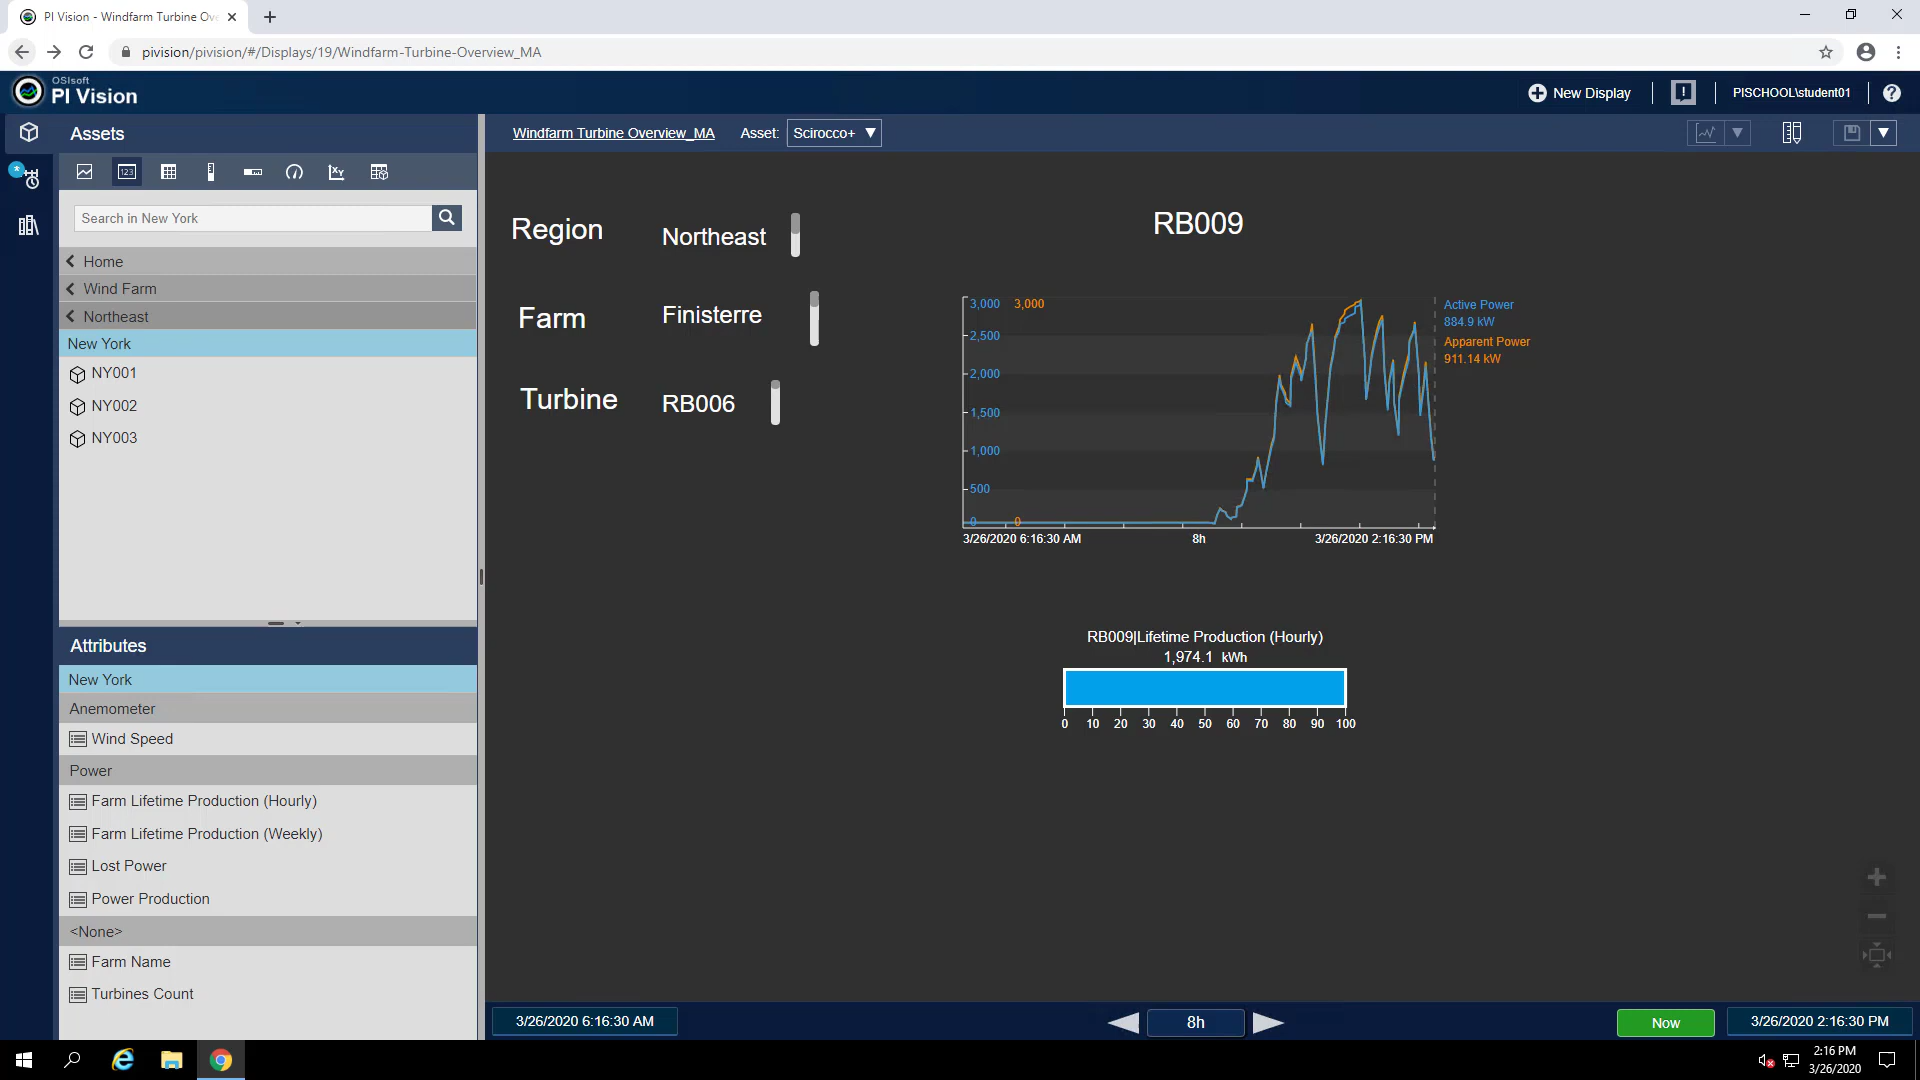 PI Vision - Windfarm Turbine Ov
pivision/pivision/#/Displays/19/Windfarm-Turbine-Overview_MA
OSIsoft
PI Vision
New Display
PISCHOOL\student01
Assets
Windfarm Turbine Overview_MA
Asset:
Scirocco+
123
Search in New York
Home
Wind Farm
Northeast
New York
NY001
NY002
NY003
Region
Northeast
Farm
Finisterre
Turbine
RB006
RB009
3,000
3,000
2,500
2,000
1,500
1,000
500
0
0
Active Power
884.9 kW
Apparent Power
911.14 kW
3/26/2020 6:16:30 AM
8h
3/26/2020 2:16:30 PM
RB009|Lifetime Production (Hourly)
1,974.1 kWh
0 10 20 30 40 50 60 70 80 90 100
Attributes
New York
Anemometer
Wind Speed
Power
Farm Lifetime Production (Hourly)
Farm Lifetime Production (Weekly)
Lost Power
Power Production
<None>
Farm Name
Turbines Count
3/26/2020 6:16:30 AM
8h
Now
3/26/2020 2:16:30 PM
2:16 PM
3/26/2020